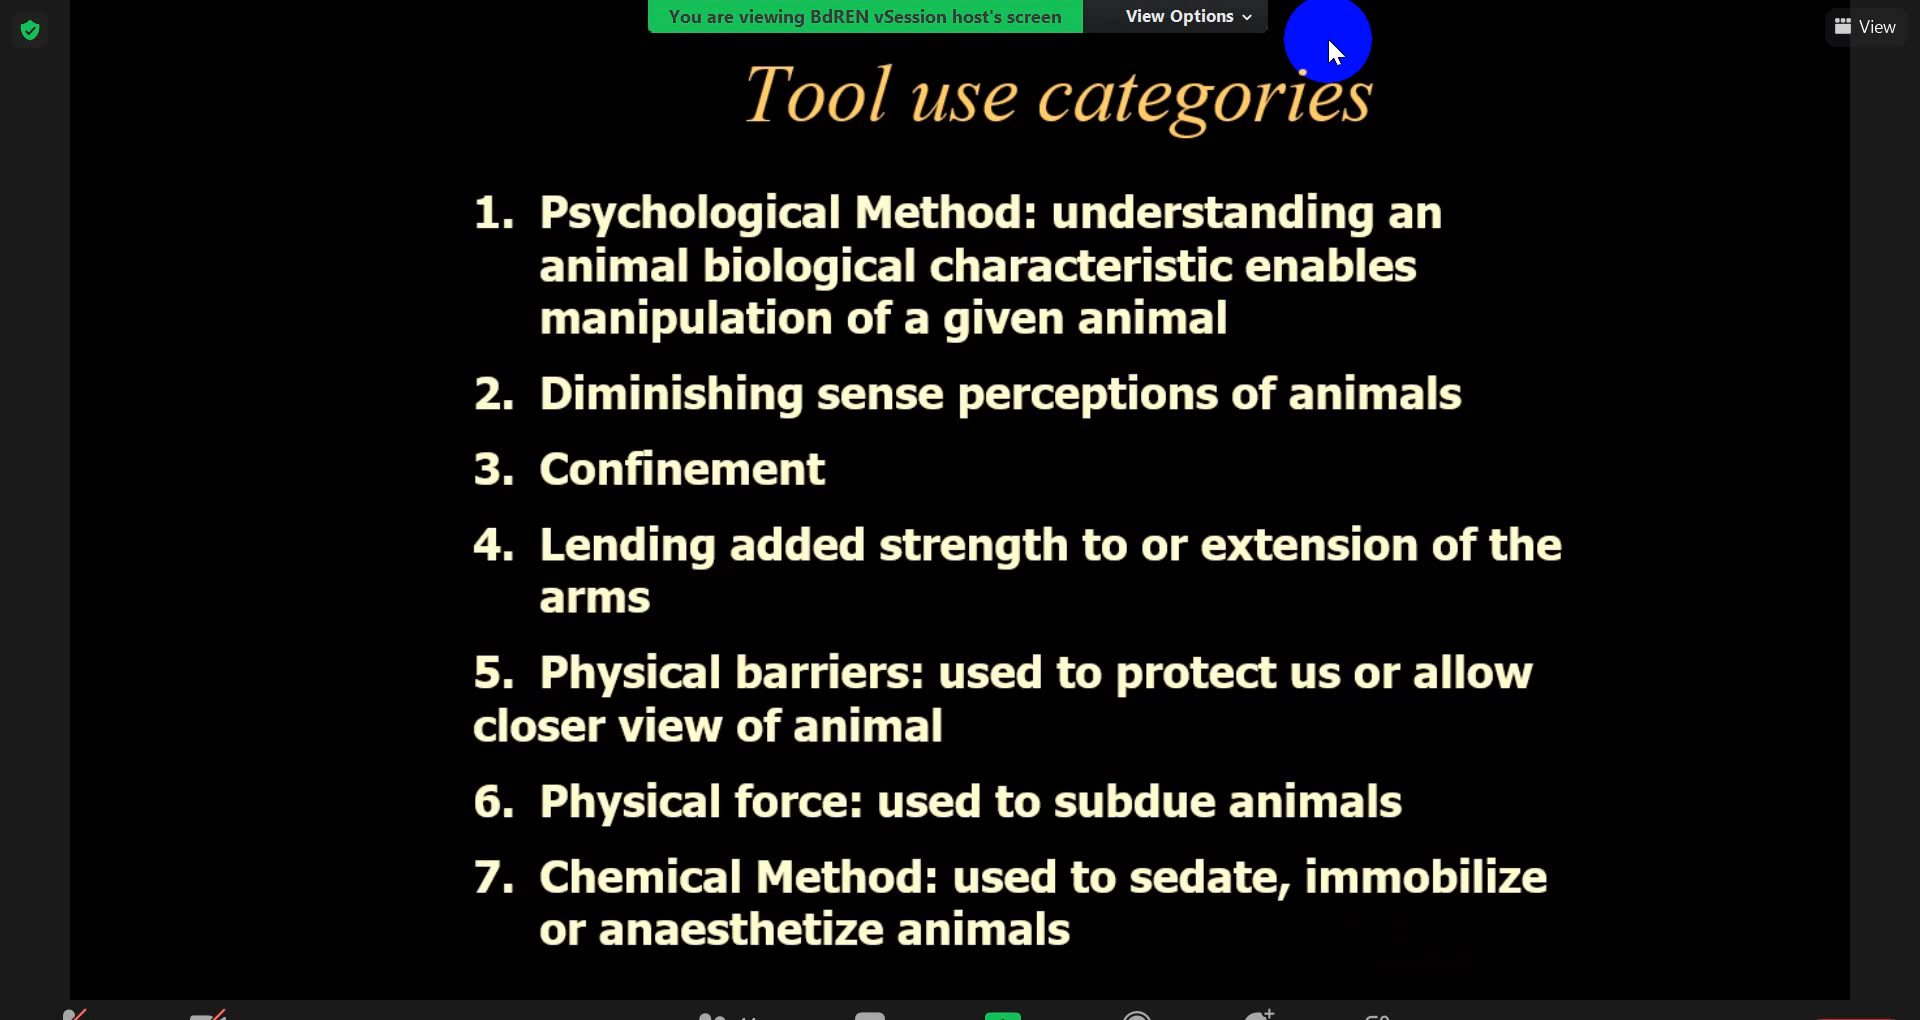 You are viewing BdREN vSession host's screen View Options
View
Tool use categories
1. Psychological Method: understanding an
animal biological characteristic enables
manipulation of a given animal
2. Diminishing sense perceptions of animals
3. Confinement
4. Lending added strength to or extension of the
arms
5. Physical barriers: used to protect us or allow
closer view of animal
6. Physical force: used to subdue animals
7. Chemical Method: used to sedate, immobilize
or anaesthetize animals